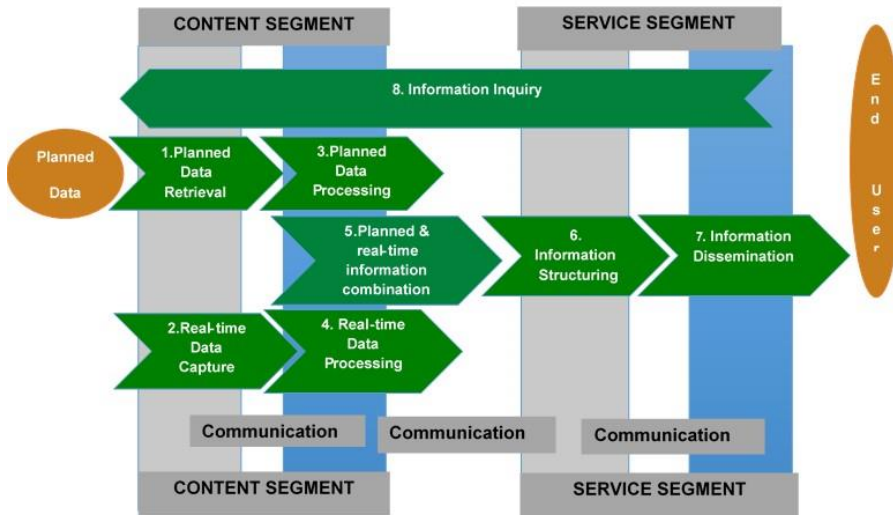 CONTENT SEGMENT
SERVICE SEGMENT
8. Information Inquiry
Planned
Data
1.Planned
Data
Retrieval
3.Planned
Data
Processing
5.Planned &
real-time
information
combination
6.
Information
Structuring
7. Information
Dissemination
2.Real-time
Data
Capture
4. Real-time
Data
Processing
E
n
d
U
s
e
r
Communication
Communication
Communication
CONTENT SEGMENT
SERVICE SEGMENT